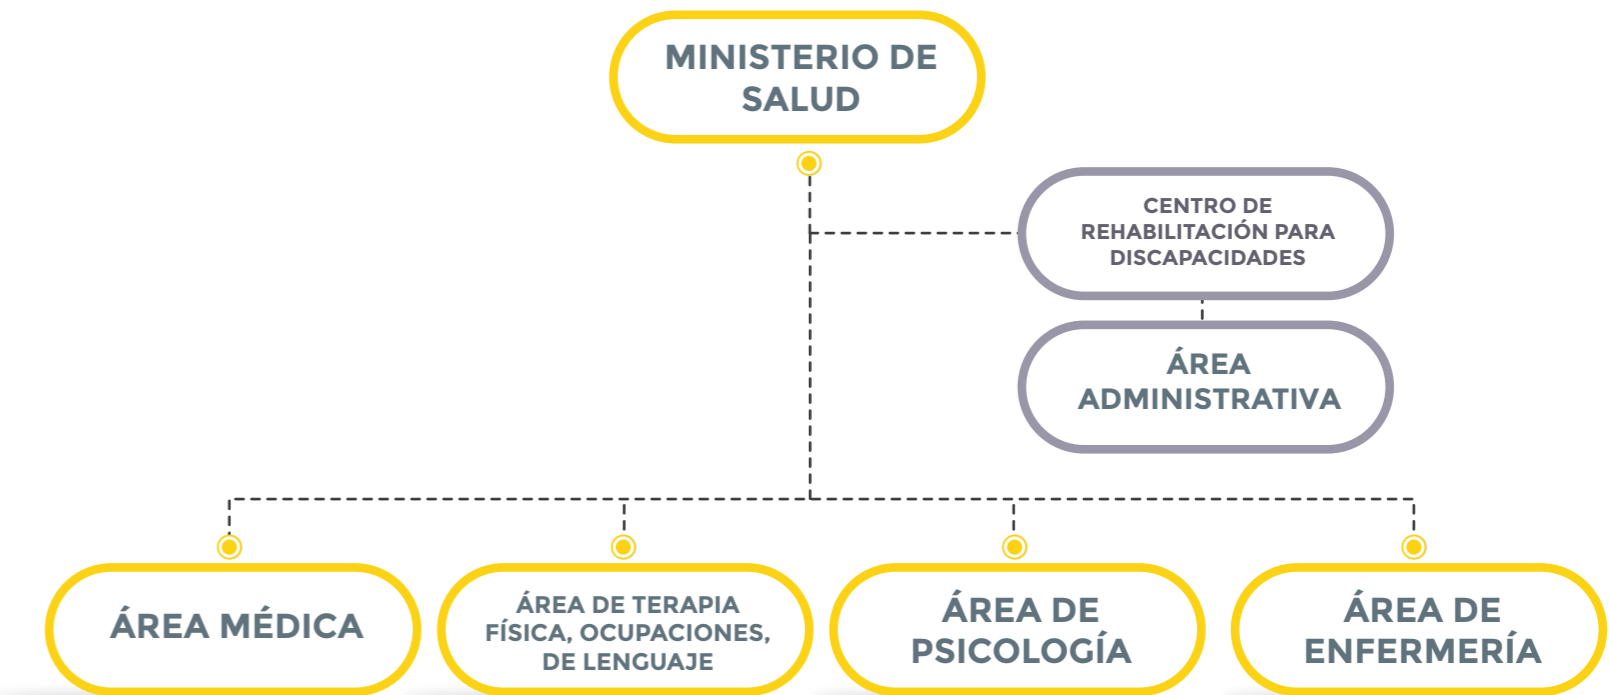 MINISTERIO DE
SALUD
CENTRO DE
REHABILITACIÓN PARA
DISCAPACIDADES
ÁREA
ADMINISTRATIVA
ÁREA MÉDICA
ÁREA DE TERAPIA
FÍSICA, OCUPACIONES,
DE LENGUAJE
ÁREA DE
PSICOLOGÍA
ÁREA DE
ENFERMERÍA